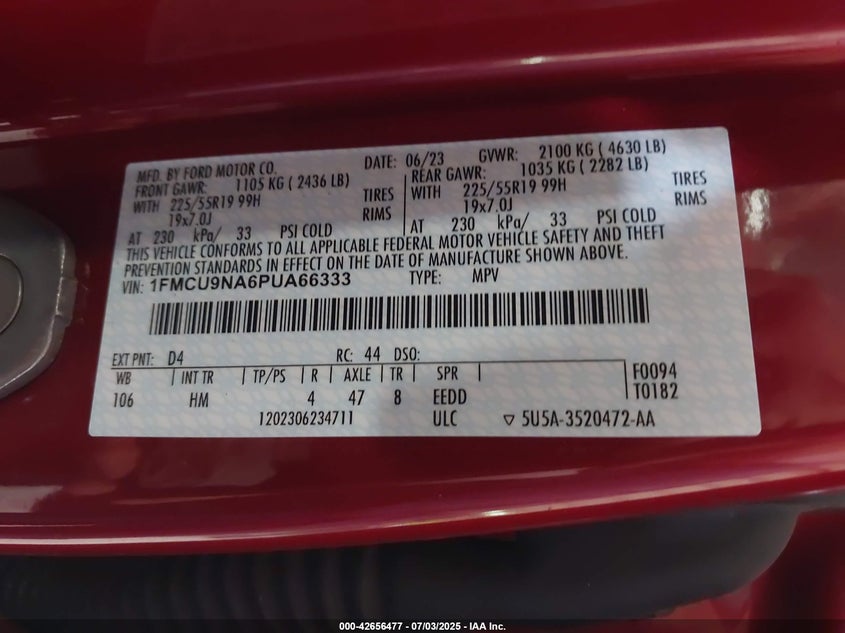 MFD. BY FORD MOTOR CO. DATE: 06/23 GVWR: 2100 KG ( 4630 LB)
FRONT GAWR: 1105 KG ( 2436 LB) REAR GAWR: 1035 KG ( 2282 LB)
WITH 225/55R19 99H TIRES WITH 225/55R19 99H TIRES
19x7.0J RIMS 19x7.0J RIMS
AT 230 kPa/ 33 PSI COLD AT 230 kPa/ 33 PSI COLD
THIS VEHICLE CONFORMS TO ALL APPLICABLE FEDERAL MOTOR VEHICLE SAFETY AND THEFT
PREVENTION STANDARDS IN EFFECT ON THE DATE OF MANUFACTURE SHOWN ABOVE.
VIN: 1FMCU9NA6PUA66333 TYPE: MPV
EXT PNT: D4 RC: 44 DSO:
WB INT TR TP/PS R AXLE TR SPR F0094
106 HM 4 47 8 EEDD T0182
1202306234711 ULC ▽ 5U5A-3520472-AA
000-42656477 - 07/03/2025 - IAA Inc.